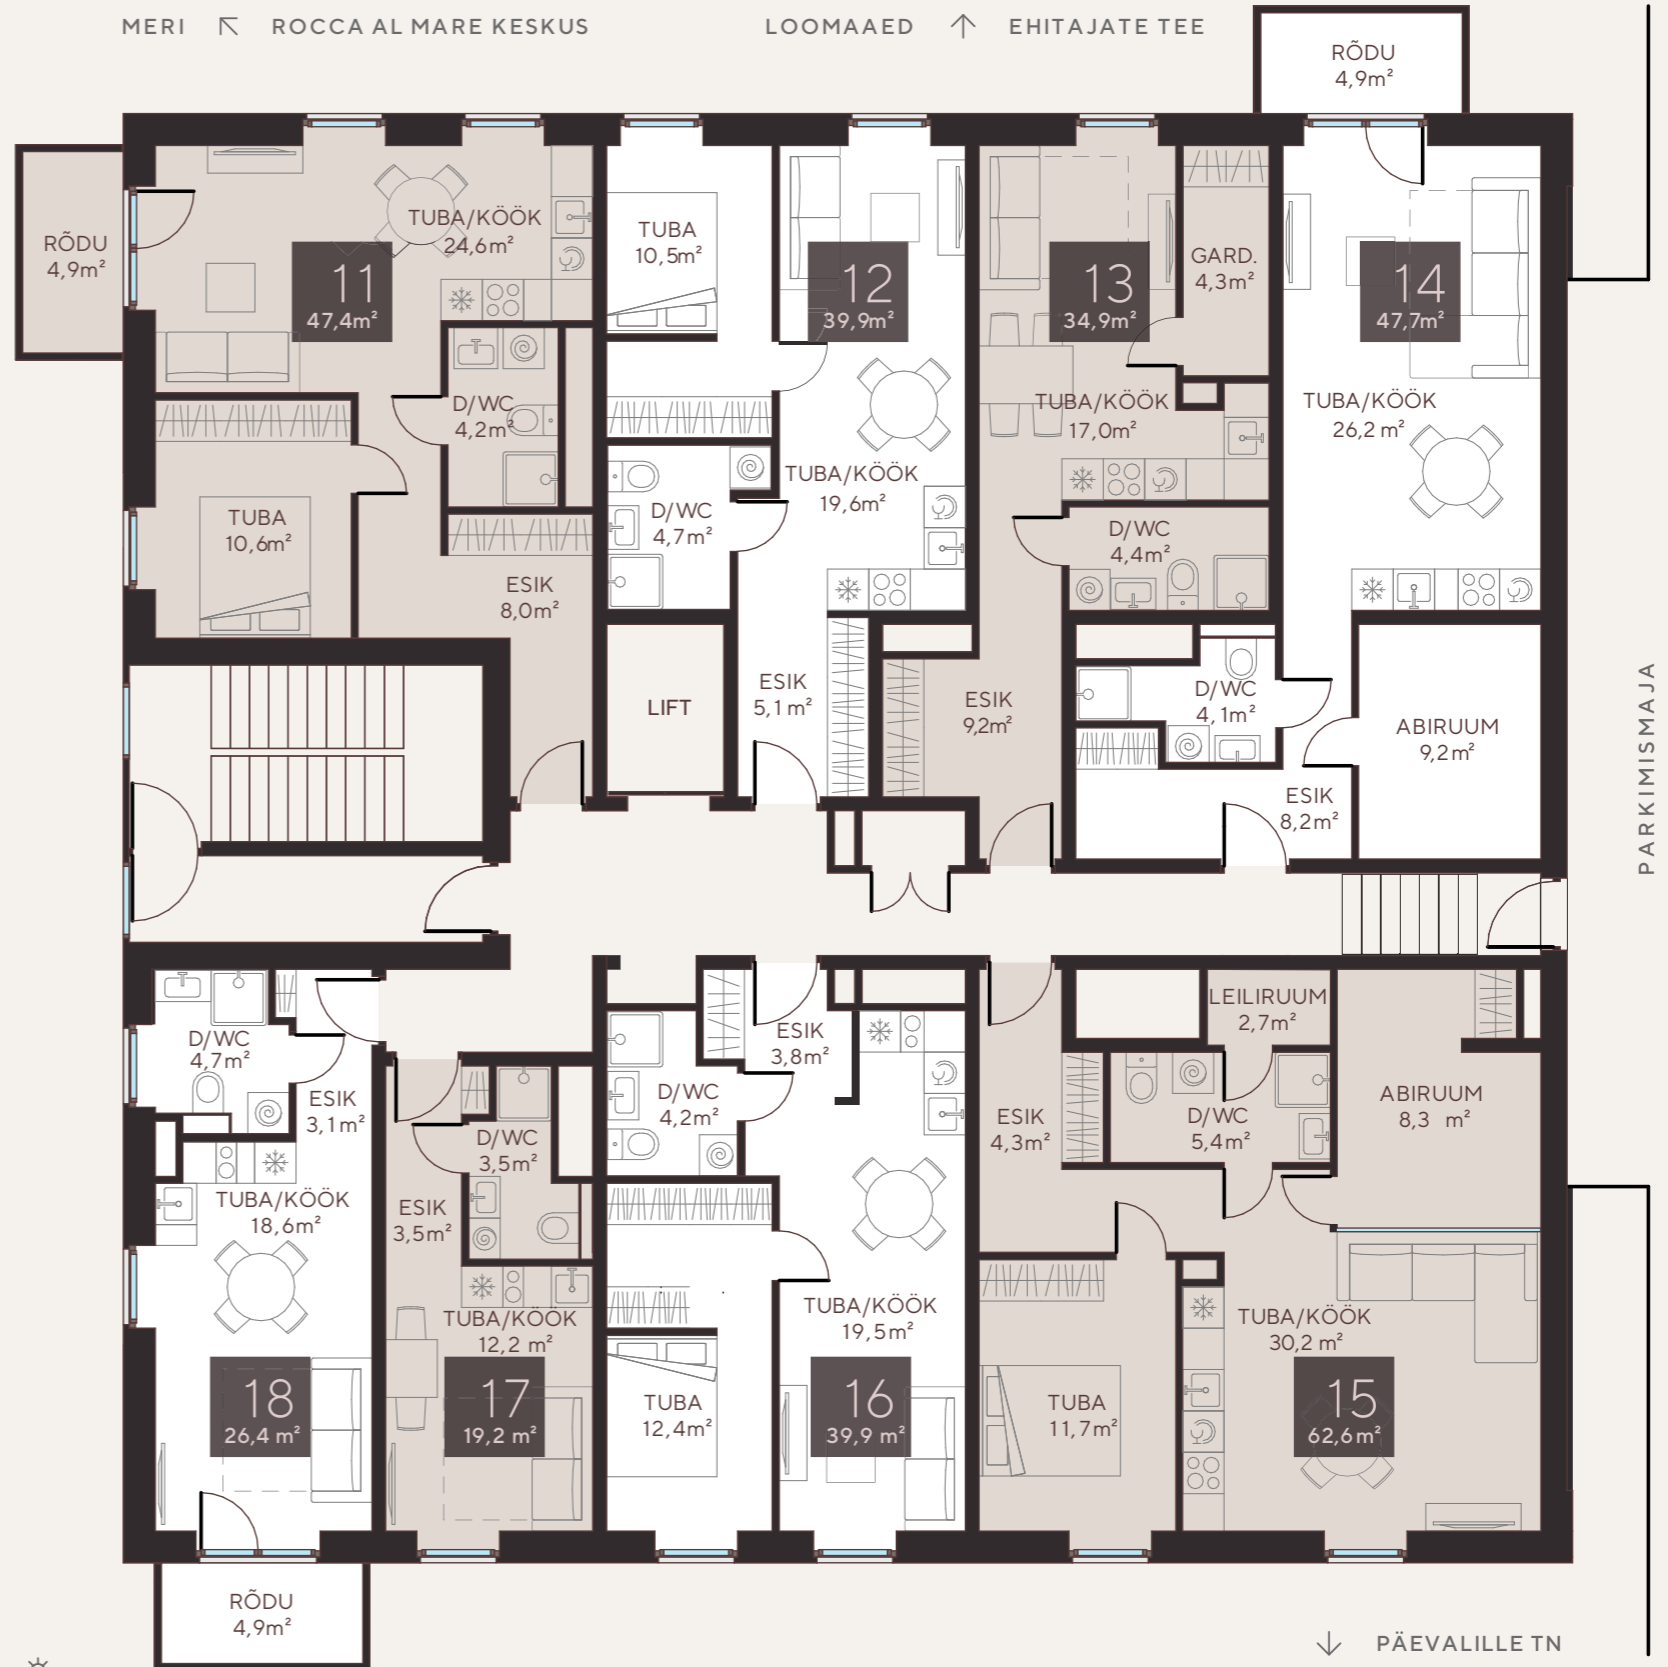 MERI ↖ ROCCA AL MARE KESKUS
LOOMAAED ↑ EHITAJATE TEE
RÕDU
4,9m²
RÕDU
4,9m²
TUBA/KÖÖK
24,6m²
11
47,4m²
D/WC
4,2m²
TUBA
10,6m²
ESIK
8,0m²
TUBA
10,5m²
12
39,9m²
TUBA/KÖÖK
19,6m²
D/WC
4,7m²
ESIK
5,1m²
LIFT
13
34,9m²
GARD.
4,3m²
TUBA/KÖÖK
17,0m²
D/WC
4,4m²
ESIK
9,2m²
14
47,7m²
TUBA/KÖÖK
26,2 m²
D/WC
4,1m²
ABIRUUM
9,2m²
ESIK
8,2m²
PARKIMISMAJA
D/WC
4,7m²
ESIK
3,1m²
TUBA/KÖÖK
18,6m²
18
26,4 m²
RÕDU
4,9m²
D/WC
3,5m²
ESIK
3,5m²
TUBA/KÖÖK
12,2 m²
17
19,2 m²
ESIK
3,8m²
D/WC
4,2m²
TUBA/KÖÖK
19,5m²
TUBA
12,4m²
16
39,9 m²
LEILIRUUM
2,7m²
ESIK
4,3m²
D/WC
5,4m²
ABIRUUM
8,3 m²
TUBA/KÖÖK
30,2 m²
TUBA
11,7m²
15
62,6m²
↓ PÄEVALILLE TN